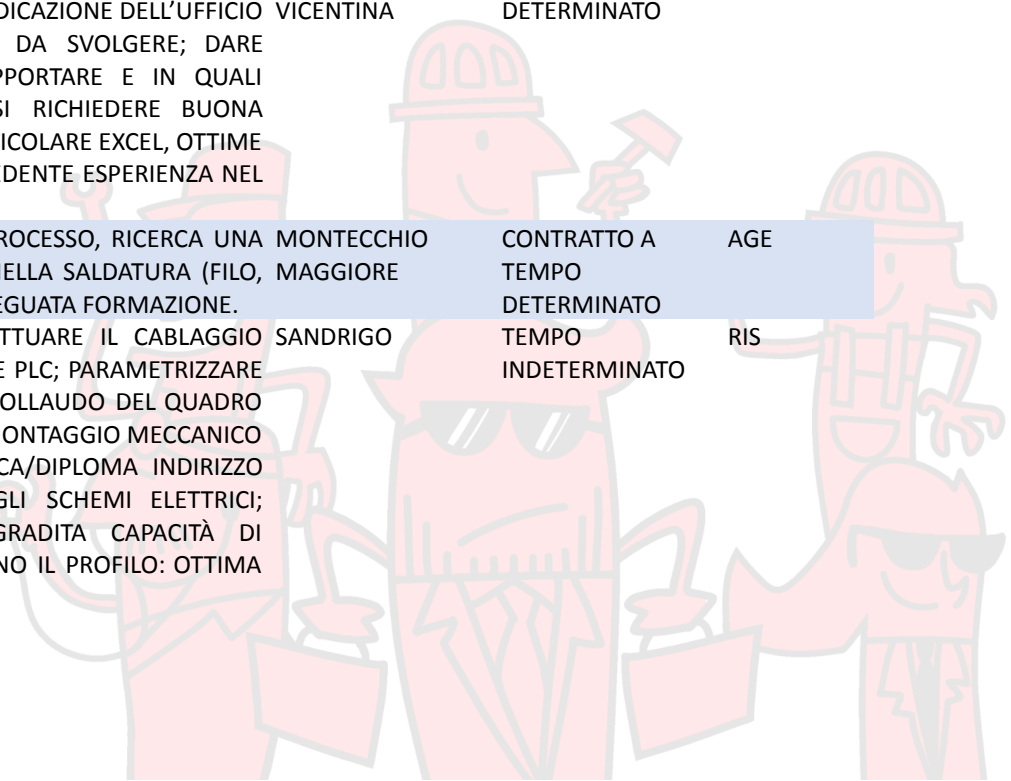 DICAZIONE DELL’UFFICIO VICENTINA DETERMINATO
DA SVOLGERE; DARE
PPORTARE E IN QUALI
SI RICHIEDERE BUONA
ICOLARE EXCEL, OTTIME
EDENTE ESPERIENZA NEL
ROCESSO, RICERCA UNA MONTECCHIO CONTRATTO A AGE
NELLA SALDATURA (FILO, MAGGIORE TEMPO
EGUATA FORMAZIONE. DETERMINATO
TTUARE IL CABLAGGIO SANDRIGO TEMPO RIS
E PLC; PARAMETRIZZARE INDETERMINATO
OLLAUDO DEL QUADRO
MONTAGGIO MECCANICO
CA/DIPLOMA INDIRIZZO
GLI SCHEMI ELETTRICI;
GRADITA CAPACITÀ DI
NO IL PROFILO: OTTIMA